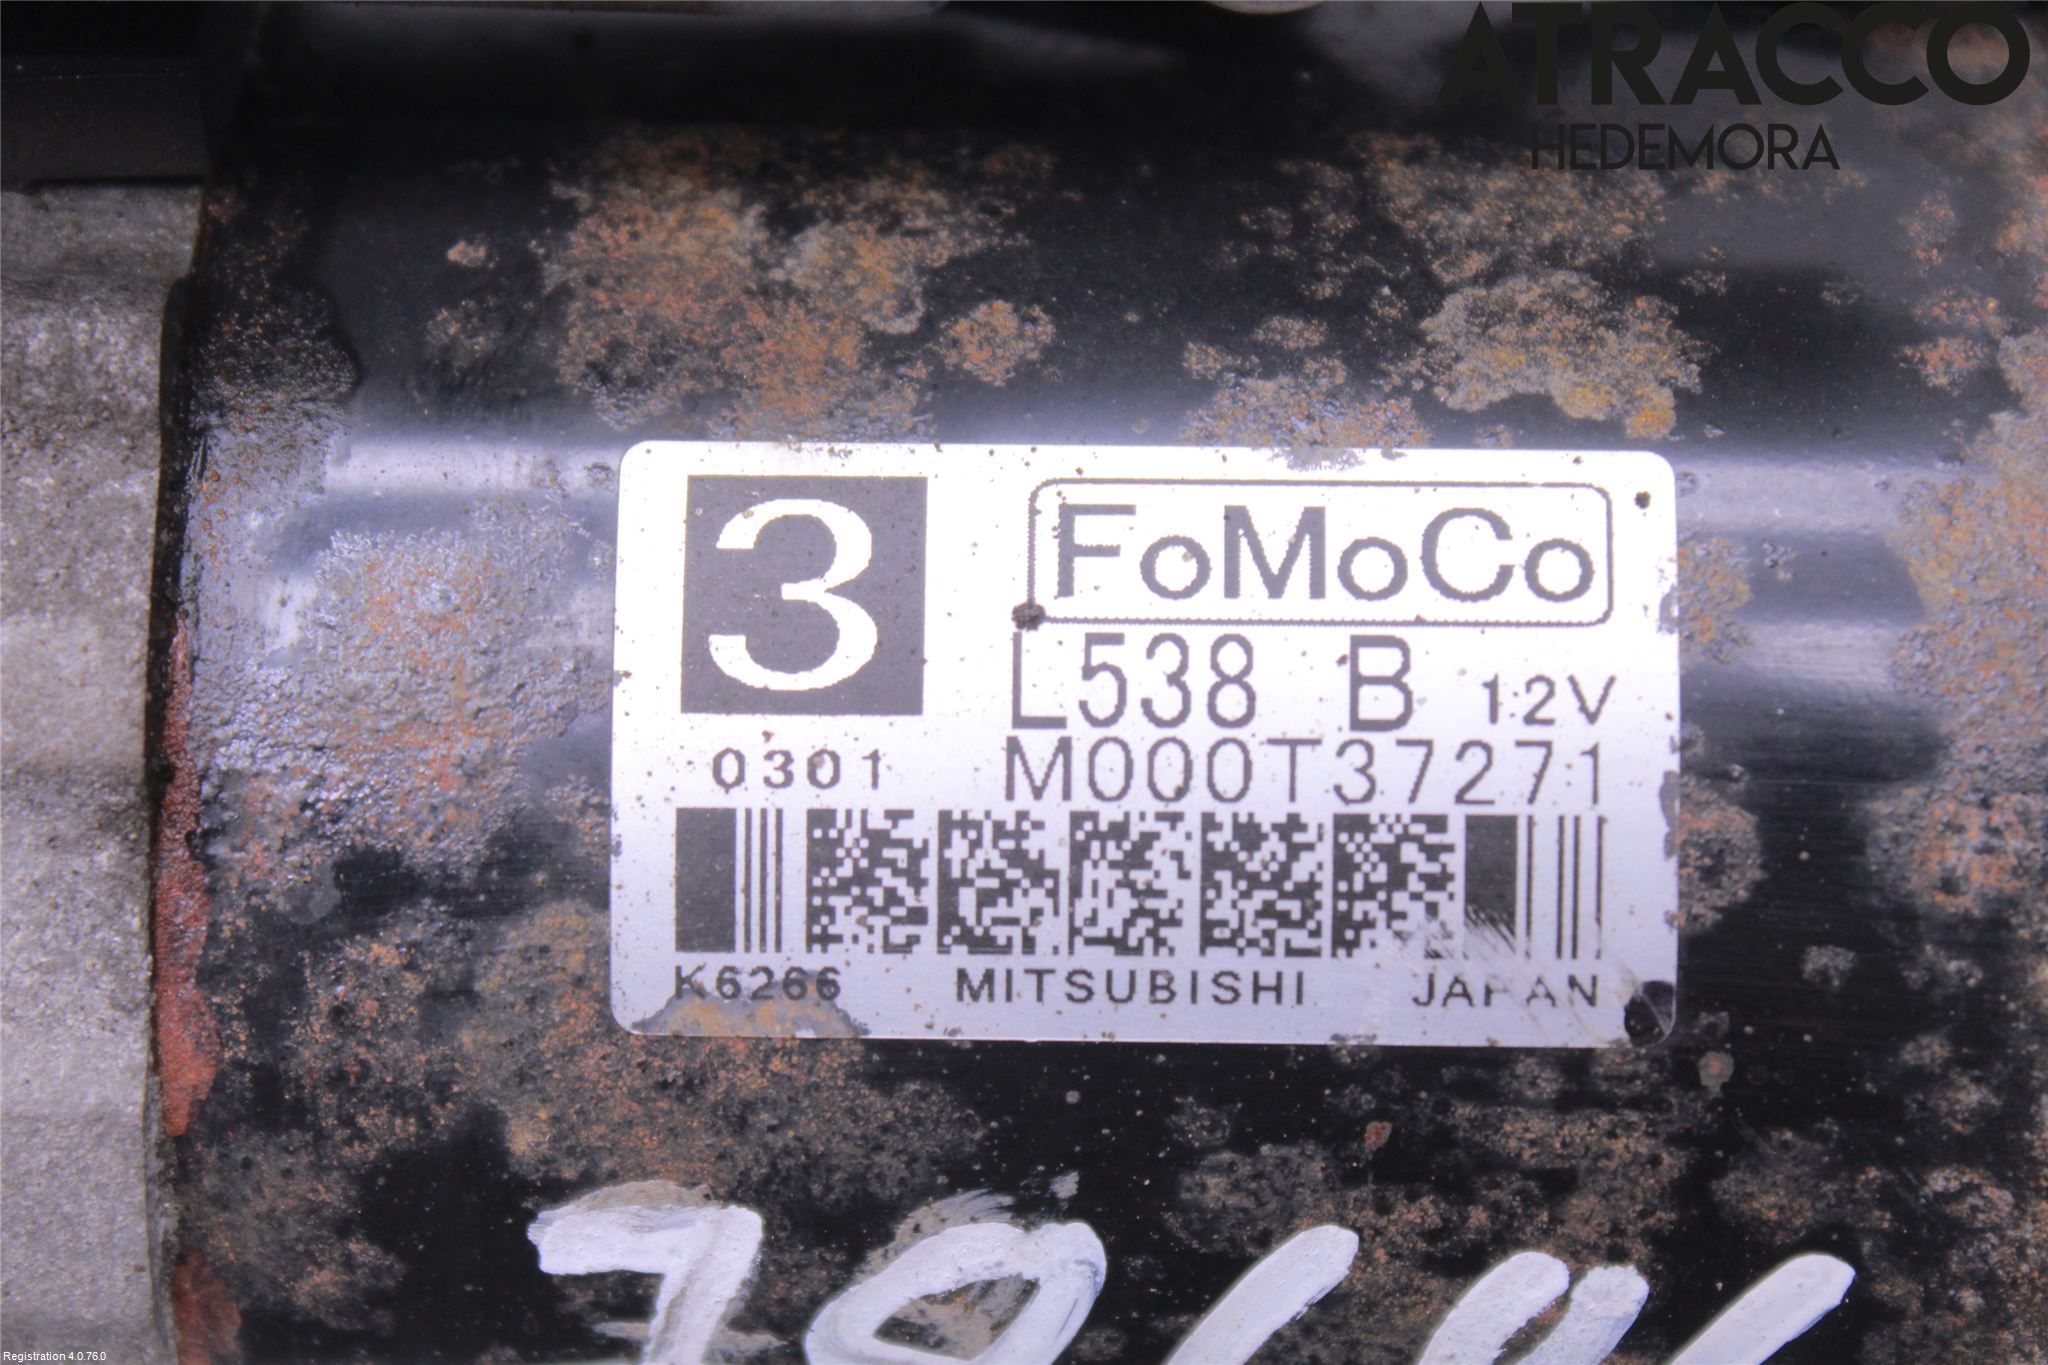 ATRACCO
HEDEMORA
3
FoMoCo
L538 B 12V
0301 M000T37271
K6266 MITSUBISHI JAPAN
Registration 4.0.76.0